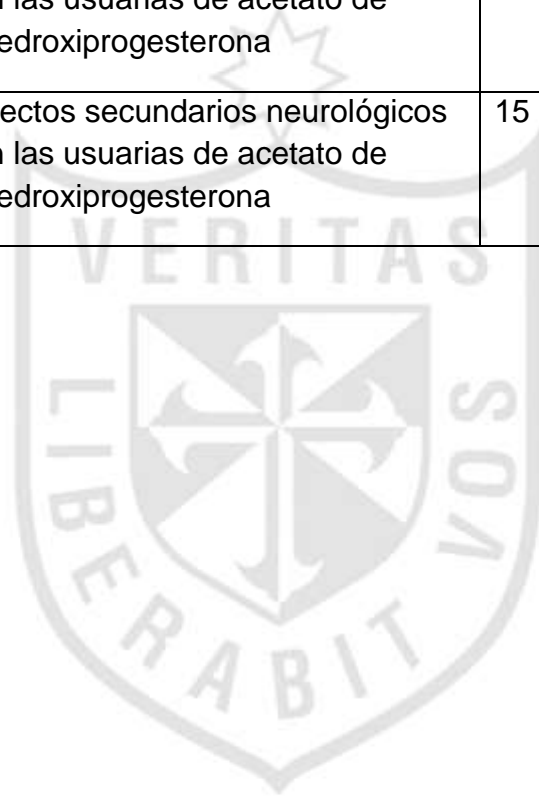 las usuarias de acetato de
edroxiprogesterona
ectos secundarios neurológicos
15
las usuarias de acetato de
edroxiprogesterona
VERITAS
LIBERABIT VOS